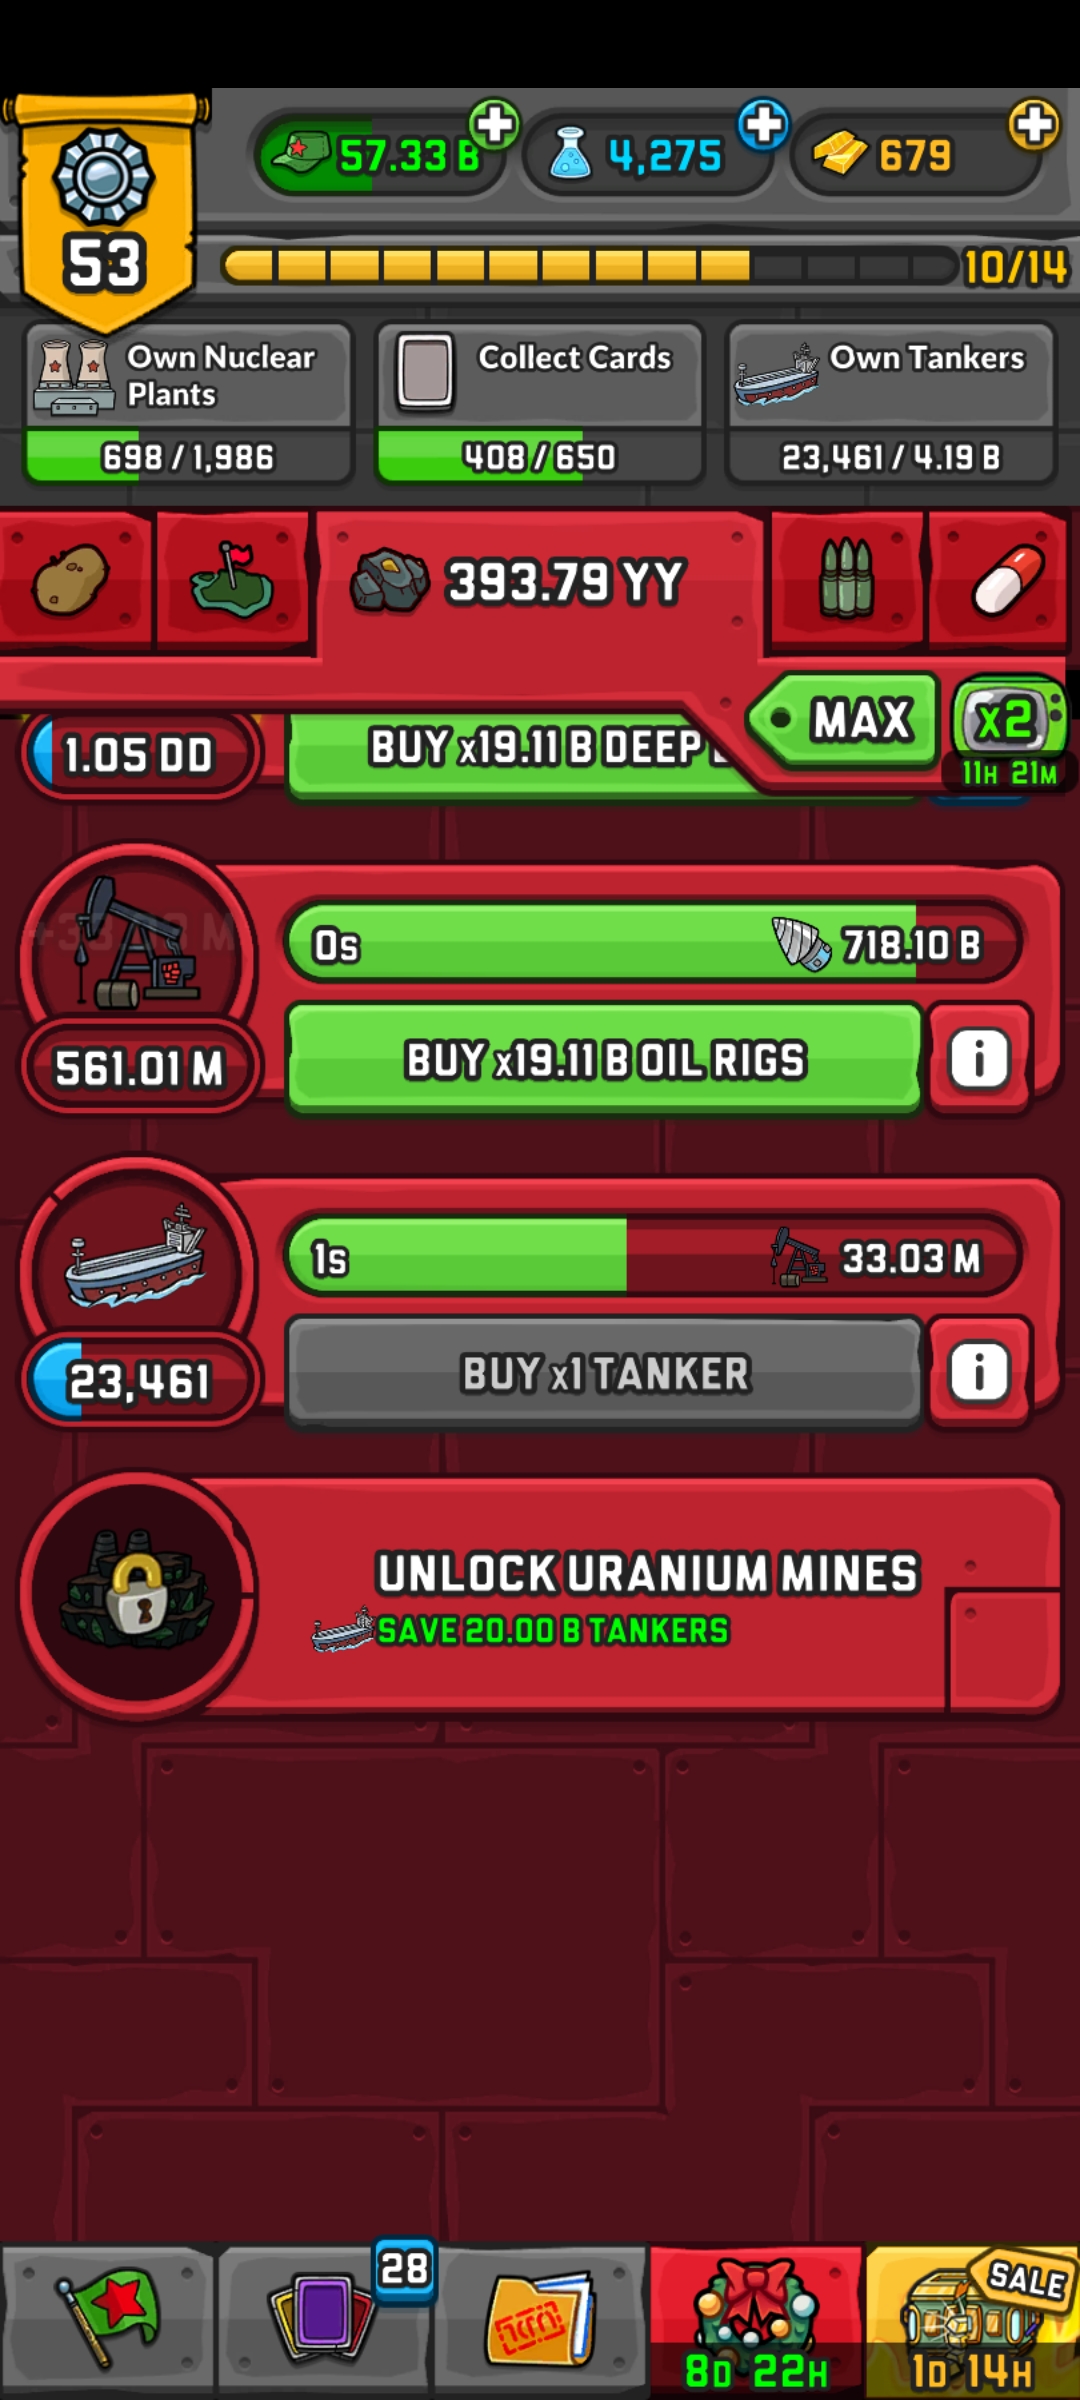 57.33 B
4,275
679
53
10/14
Own Nuclear
Plants
Collect Cards
Own Tankers
698 / 1,986
408 / 650
23,461 / 4.19 B
393.79 YY
MAX
x2
11H 21M
1.05 DD
BUY x19.11 B DEEP
0s
718.10 B
561.01 M
BUY x19.11 B OIL RIGS
i
1s
33.03 M
23,461
BUY x1 TANKER
i
UNLOCK URANIUM MINES
SAVE 20.00 B TANKERS
28
SALE
8D 22H
1D 14H